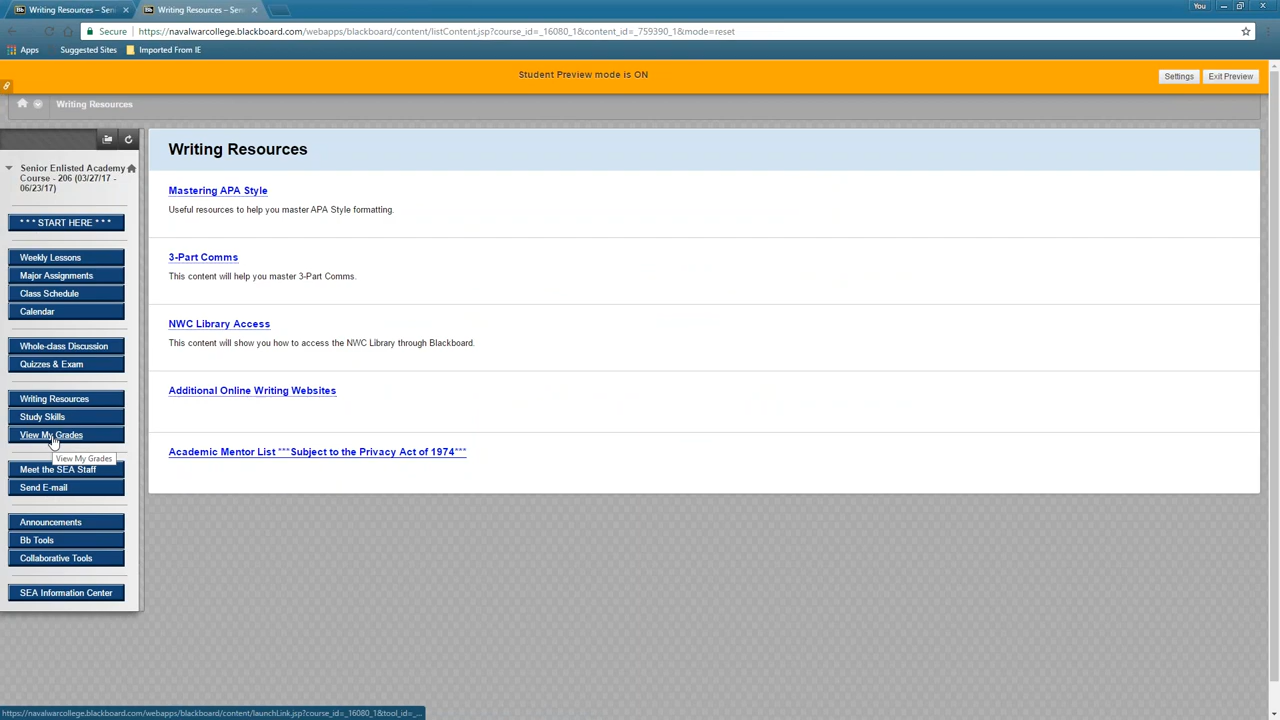 Writing Resources – Seni
Writing Resources – Seni
You
Secure
https://navalwarcollege.blackboard.com/webapps/blackboard/content/listContent.jsp?course_id=_16080_1&content_id=_759390_1&mode=reset
Apps
Suggested Sites
Imported From IE
Student Preview mode is ON
Settings
Exit Preview
Writing Resources
Senior Enlisted Academy
Course - 206 (03/27/17 -
06/23/17)
* * * START HERE * * *
Weekly Lessons
Major Assignments
Class Schedule
Calendar
Whole-class Discussion
Quizzes & Exam
Writing Resources
Study Skills
View My Grades
View My Grades
Meet the SEA Staff
Send E-mail
Announcements
Bb Tools
Collaborative Tools
SEA Information Center
Writing Resources
Mastering APA Style
Useful resources to help you master APA Style formatting.
3-Part Comms
This content will help you master 3-Part Comms.
NWC Library Access
This content will show you how to access the NWC Library through Blackboard.
Additional Online Writing Websites
Academic Mentor List ***Subject to the Privacy Act of 1974***
https://navalwarcollege.blackboard.com/webapps/blackboard/content/launchLink.jsp?course_id=_16080_1&tool_id=_...